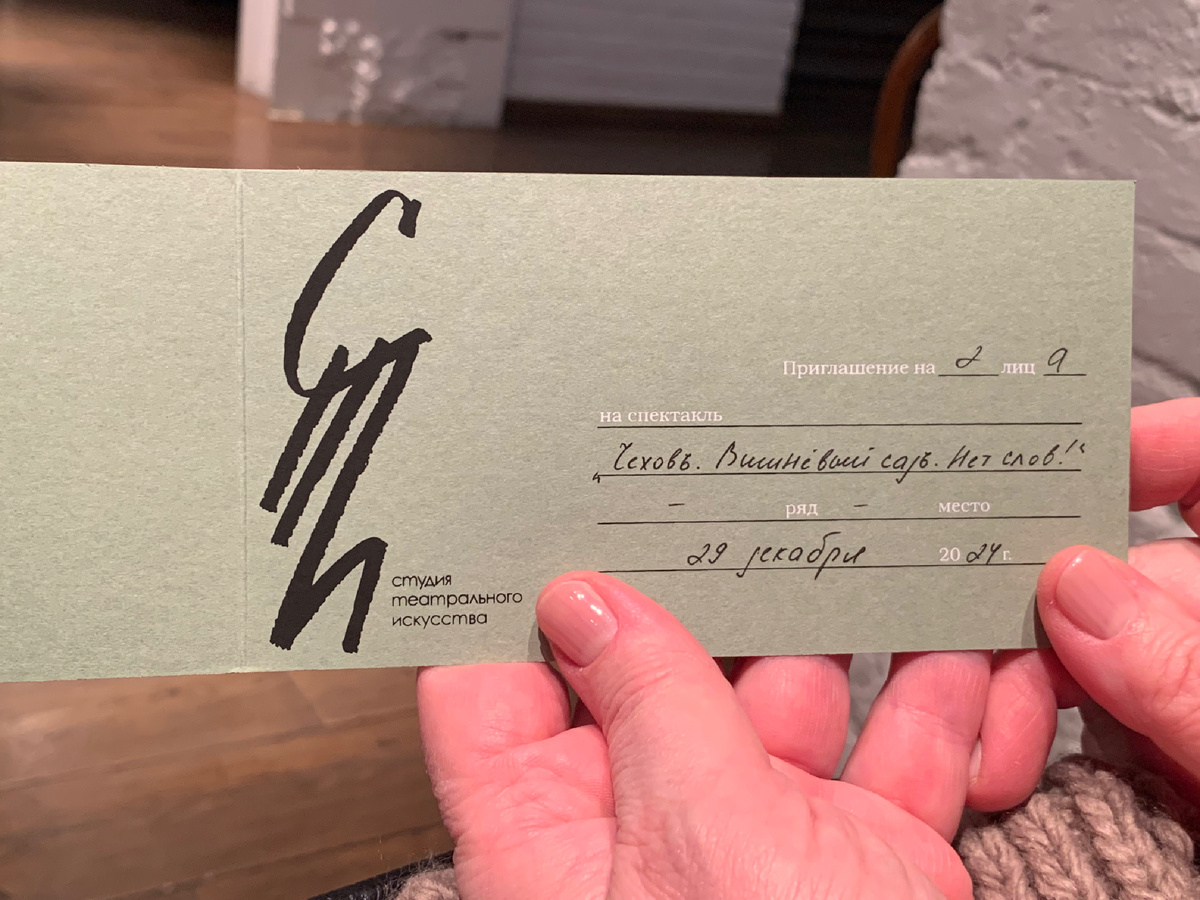 СТИ
студия
театрального
искусства
Приглашение на 2 лиц а
на спектакль
„Чеховъ. Вишнёвый садъ. Нет слов!“
– ряд – место
29 декабря 2024 г.